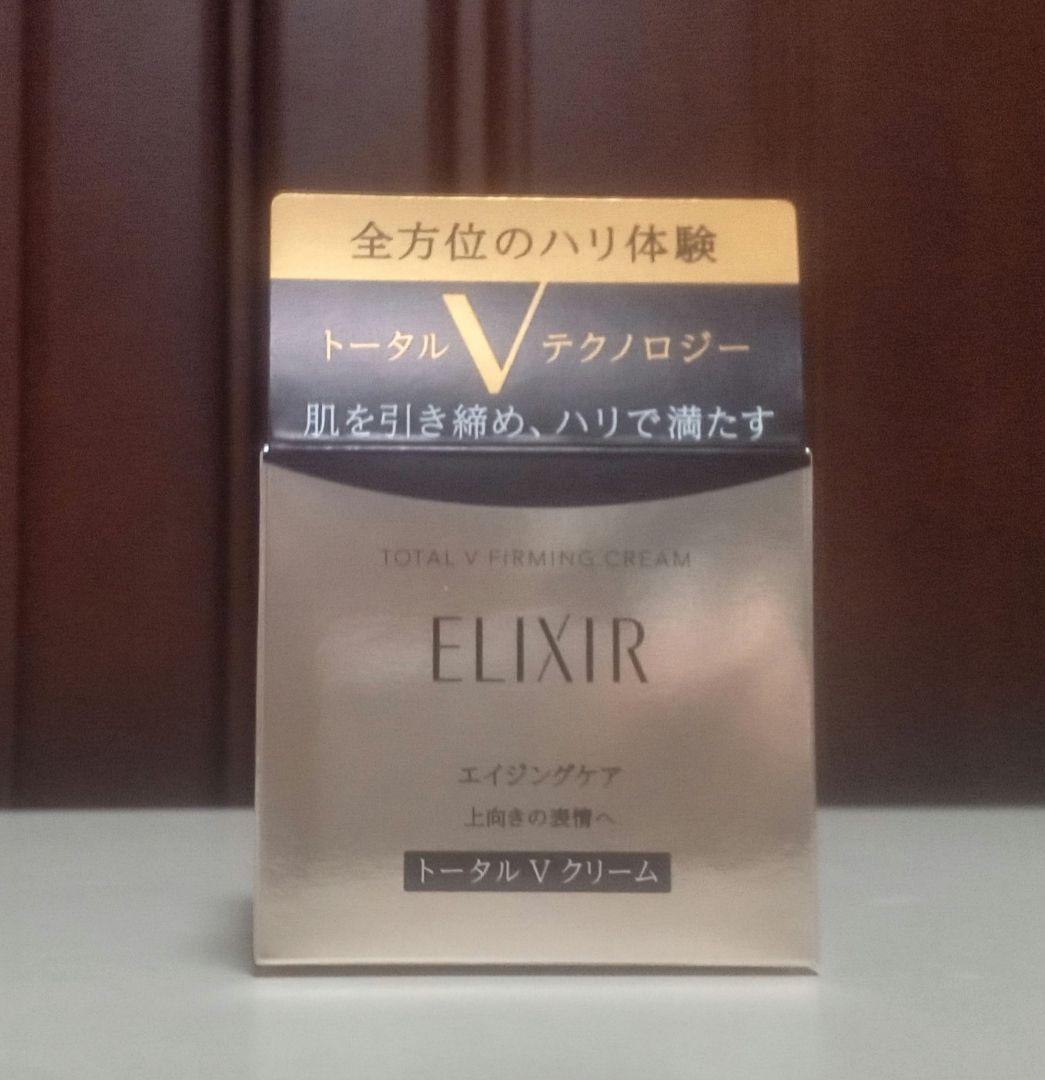 全方位のハリ体験
トータルVテクノロジー
肌を引き締め、ハリで満たす
TOTAL V FIRMING CREAM
ELIXIR
エイジングケア
上向きの表情へ
トータル V クリーム